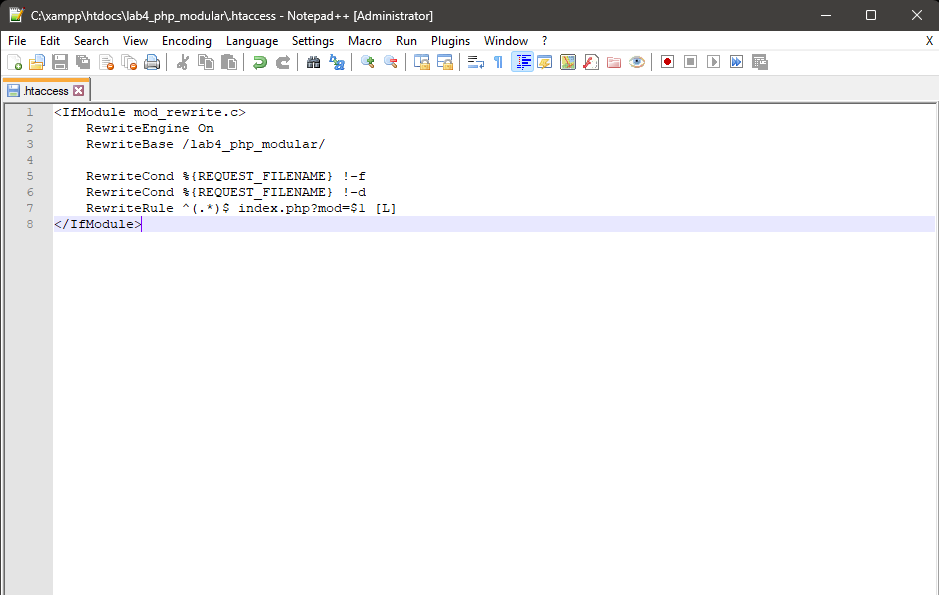 C:\xampp\htdocs\lab4_php_modular\.htaccess - Notepad++ [Administrator]
File Edit Search View Encoding Language Settings Macro Run Plugins Window ? X
.htaccess
1 <IfModule mod_rewrite.c>
2     RewriteEngine On
3     RewriteBase /lab4_php_modular/
4
5     RewriteCond %{REQUEST_FILENAME} !-f
6     RewriteCond %{REQUEST_FILENAME} !-d
7     RewriteRule ^(.*)$ index.php?mod=$1 [L]
8 </IfModule>